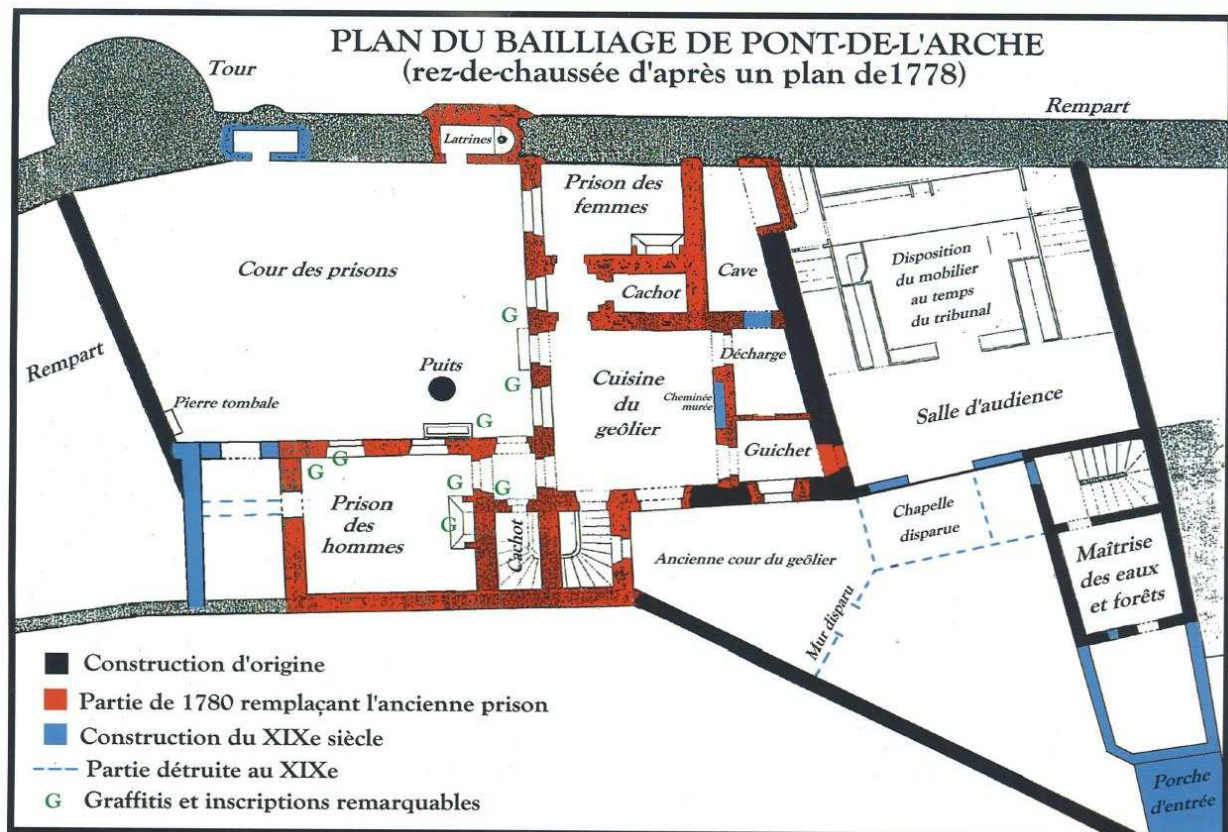 PLAN DU BAILLIAGE DE PONT-DE-L'ARCHE
(rez-de-chaussée d'après un plan de1778)
Tour
Rempart
Latrines
Prison des
femmes
Cour des prisons
Cachot
Cave
Disposition
du mobilier
au temps
du tribunal
G
Rempart
Puits
G
Cuisine
du
geôlier
Cheminée
murée
Décharge
Pierre tombale
G
Salle d'audience
Guichet
G
G
G
G
G
Prison
des
hommes
Cachot
Ancienne cour du geôlier
Chapelle
disparue
Mur disparu
Maîtrise
des eaux
et forêts
Construction d'origine
Partie de 1780 remplaçant l'ancienne prison
Construction du XIXe siècle
Partie détruite au XIXe
G Graffitis et inscriptions remarquables
Porche
d'entrée